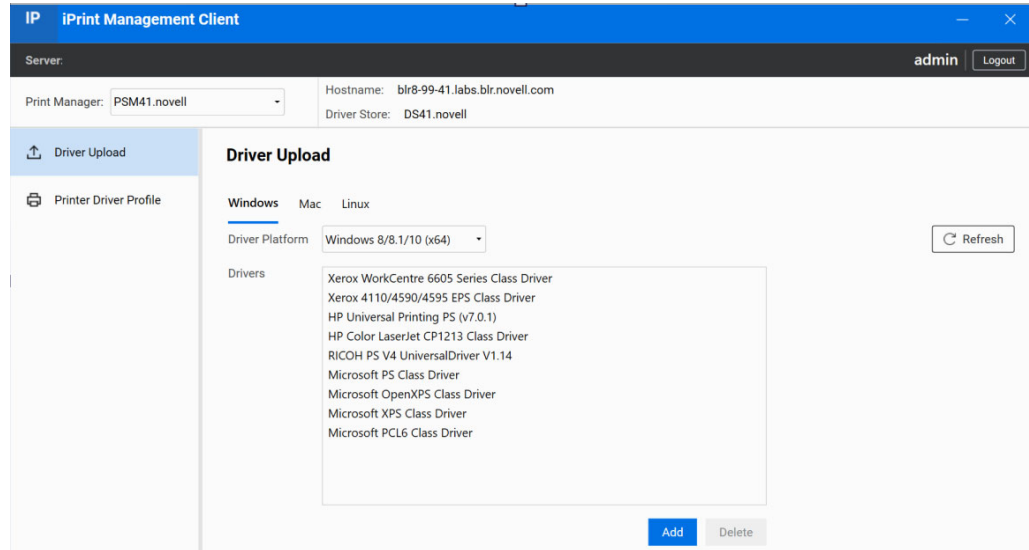 IP iPrint Management Client
Server:
admin Logout
Print Manager: PSM41.novell
Hostname: blr8-99-41.labs.blr.novell.com
Driver Store: DS41.novell
Driver Upload
Printer Driver Profile
Driver Upload
Windows Mac Linux
Driver Platform Windows 8/8.1/10 (x64)
Refresh
Drivers
Xerox WorkCentre 6605 Series Class Driver
Xerox 4110/4590/4595 EPS Class Driver
HP Universal Printing PS (v7.0.1)
HP Color LaserJet CP1213 Class Driver
RICOH PS V4 UniversalDriver V1.14
Microsoft PS Class Driver
Microsoft OpenXPS Class Driver
Microsoft XPS Class Driver
Microsoft PCL6 Class Driver
Add Delete